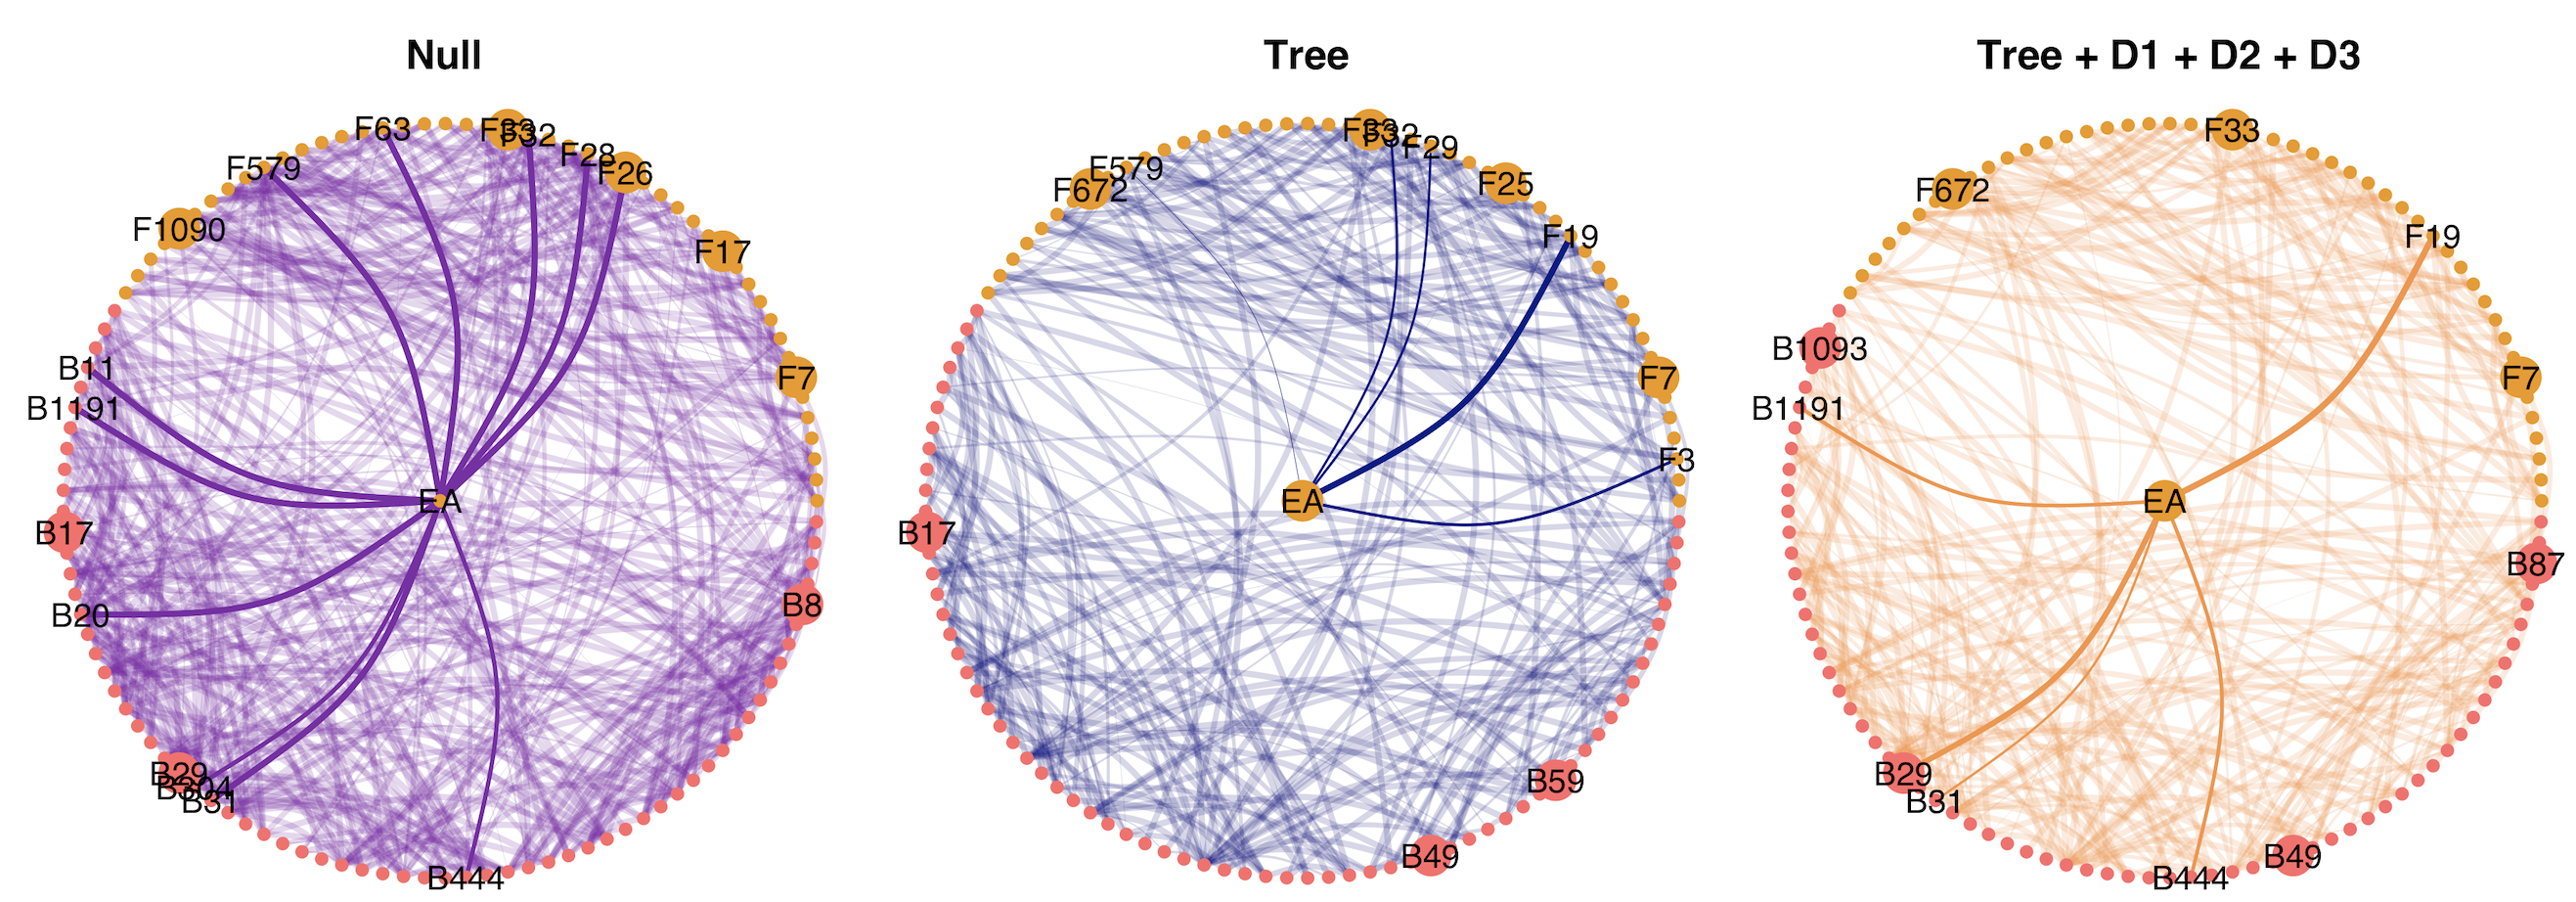 Null
F63
F33
F32
F28
F26
F579
F1090
F17
F7
B11
B1191
EA
B17
B20
B8
B29
B304
B31
B444
Tree
F33
F32
F29
F579
F672
F25
F19
F7
F3
EA
B17
B59
B49
Tree + D1 + D2 + D3
F33
F672
F19
B1093
F7
B1191
EA
B87
B29
B31
B49
B444